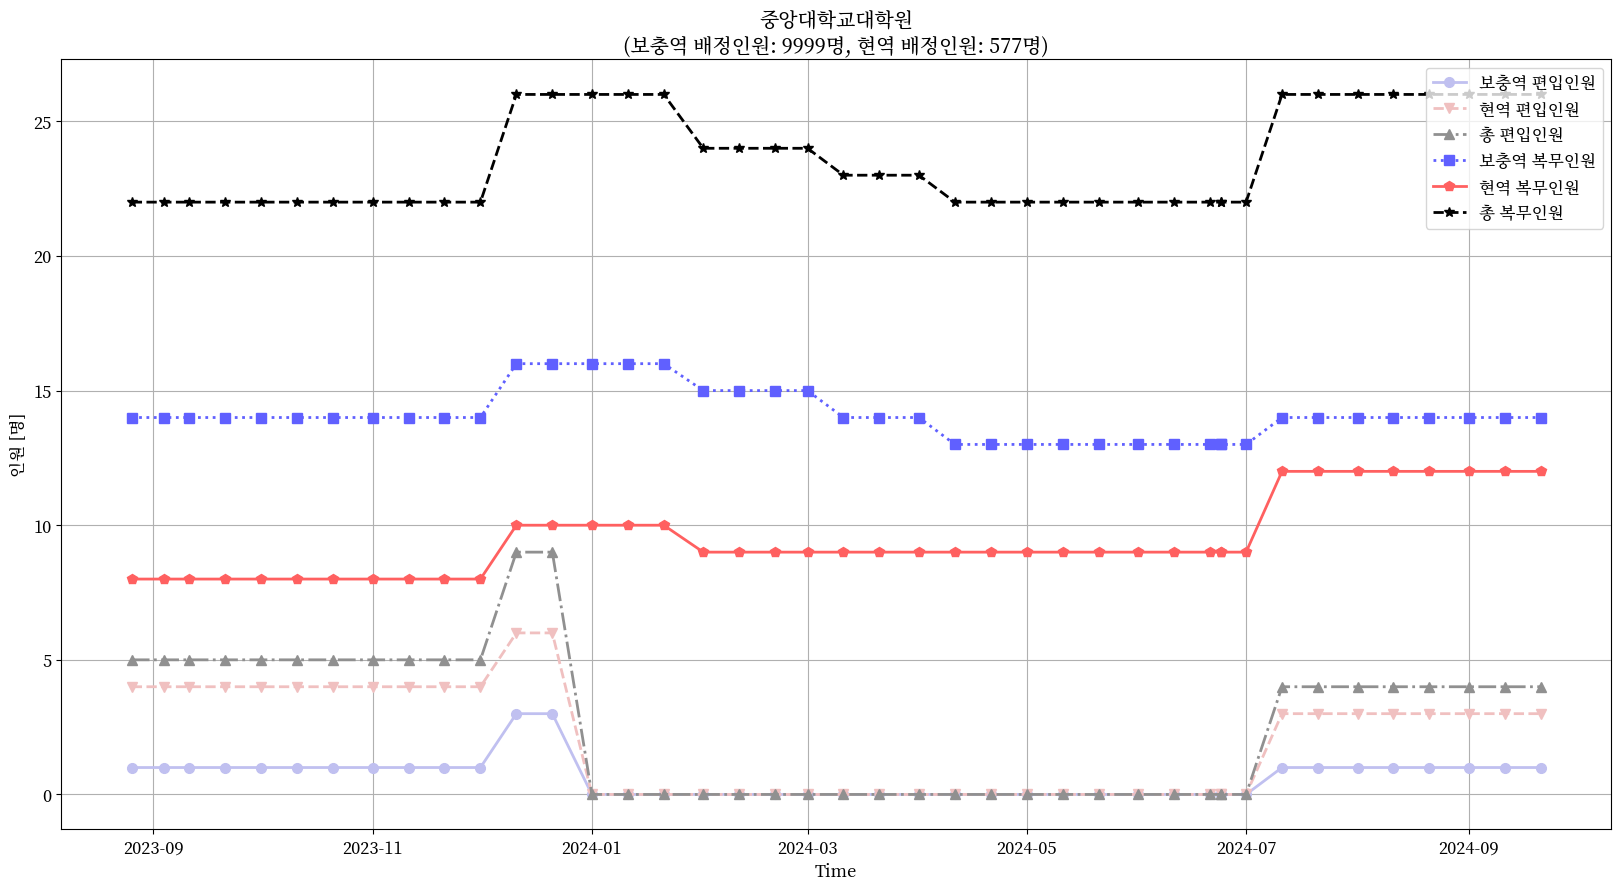 중앙대학교대학원
(보충역 배정인원: 9999명, 현역 배정인원: 577명)
보충역 편입인원
현역 편입인원
총 편입인원
보충역 복무인원
현역 복무인원
총 복무인원
25
20
15
10
5
0
인원 [명]
2023-09
2023-11
2024-01
2024-03
2024-05
2024-07
2024-09
Time